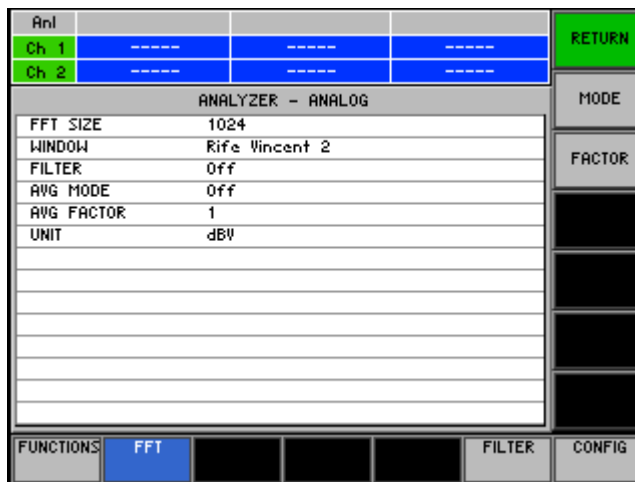 Anl
Ch 1 ----- ----- -----
Ch 2 ----- ----- -----
ANALYZER - ANALOG
FFT SIZE 1024
WINDOW Rife Vincent 2
FILTER Off
AVG MODE Off
AVG FACTOR 1
UNIT dBV
RETURN
MODE
FACTOR
FUNCTIONS FFT FILTER CONFIG